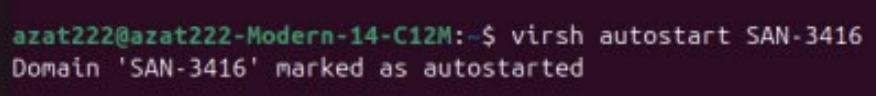 azat222@azat222-Modern-14-C12M:~$ virsh autostart SAN-3416
Domain 'SAN-3416' marked as autostarted